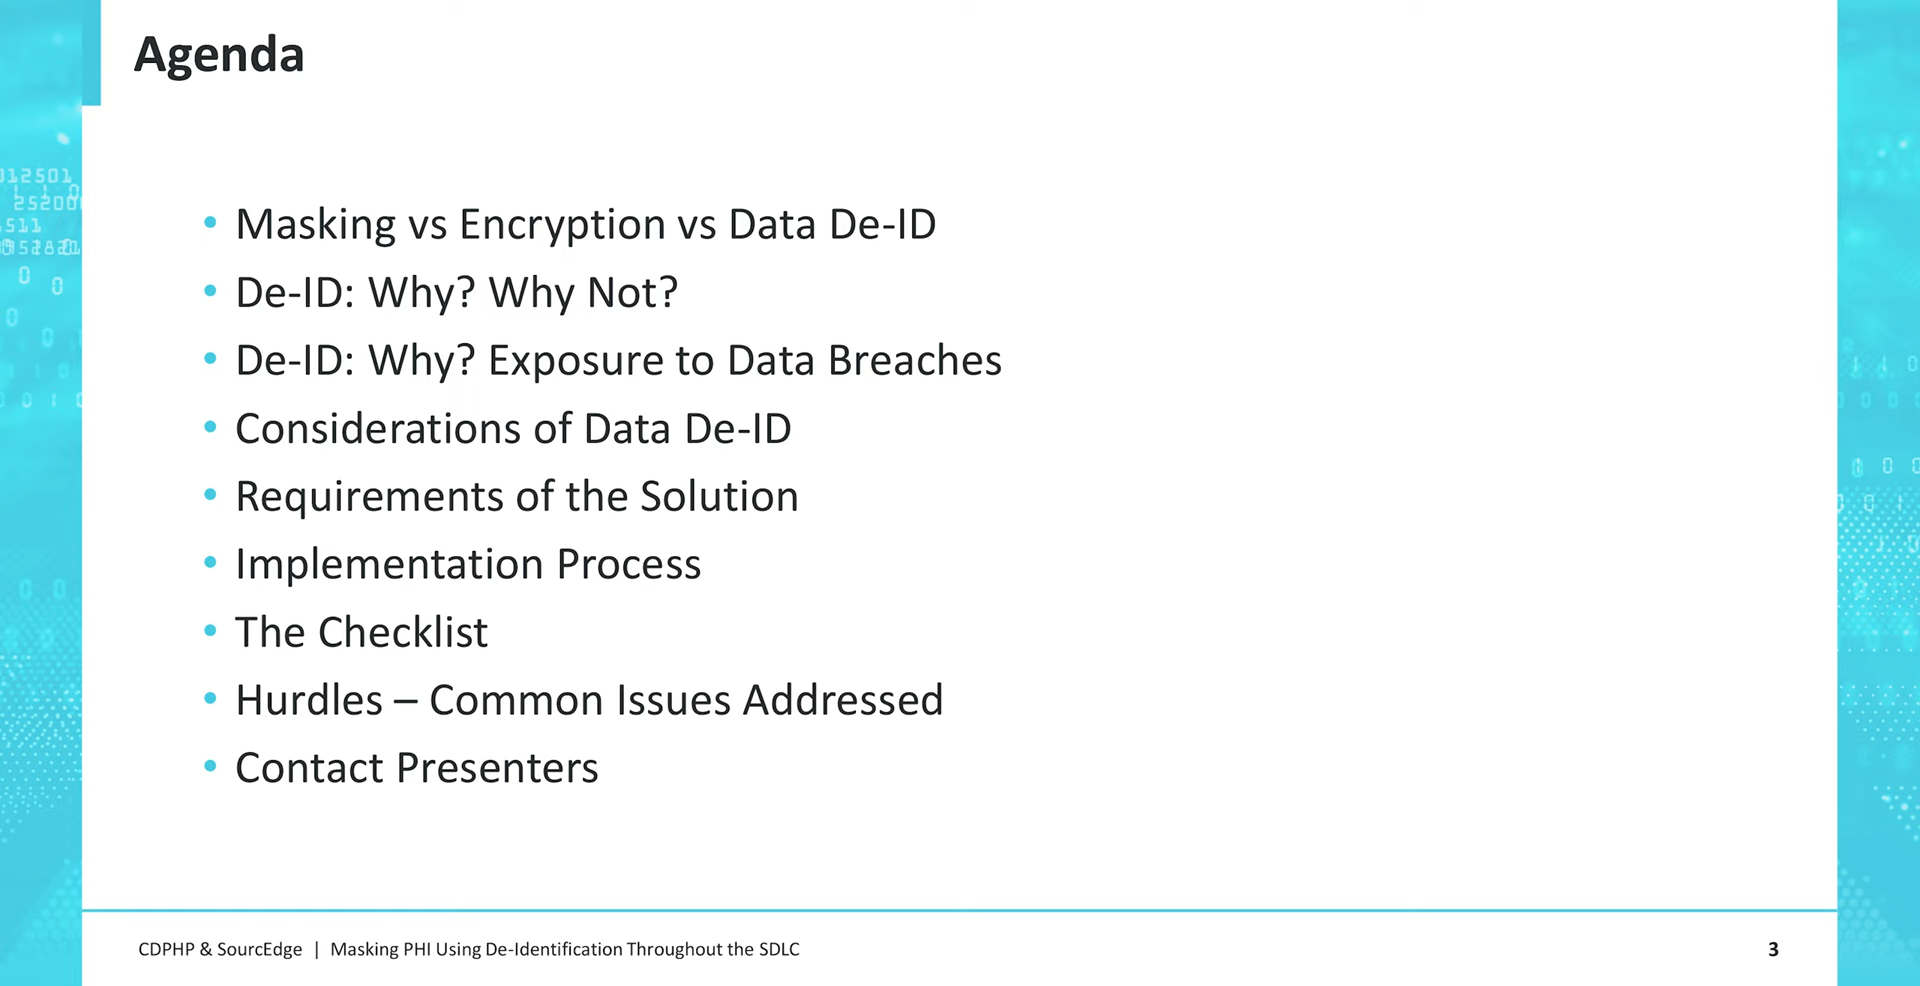 Agenda
• Masking vs Encryption vs Data De-ID
• De-ID: Why? Why Not?
• De-ID: Why? Exposure to Data Breaches
• Considerations of Data De-ID
• Requirements of the Solution
• Implementation Process
• The Checklist
• Hurdles – Common Issues Addressed
• Contact Presenters
CDPHP & SourcEdge | Masking PHI Using De-Identification Throughout the SDLC
3